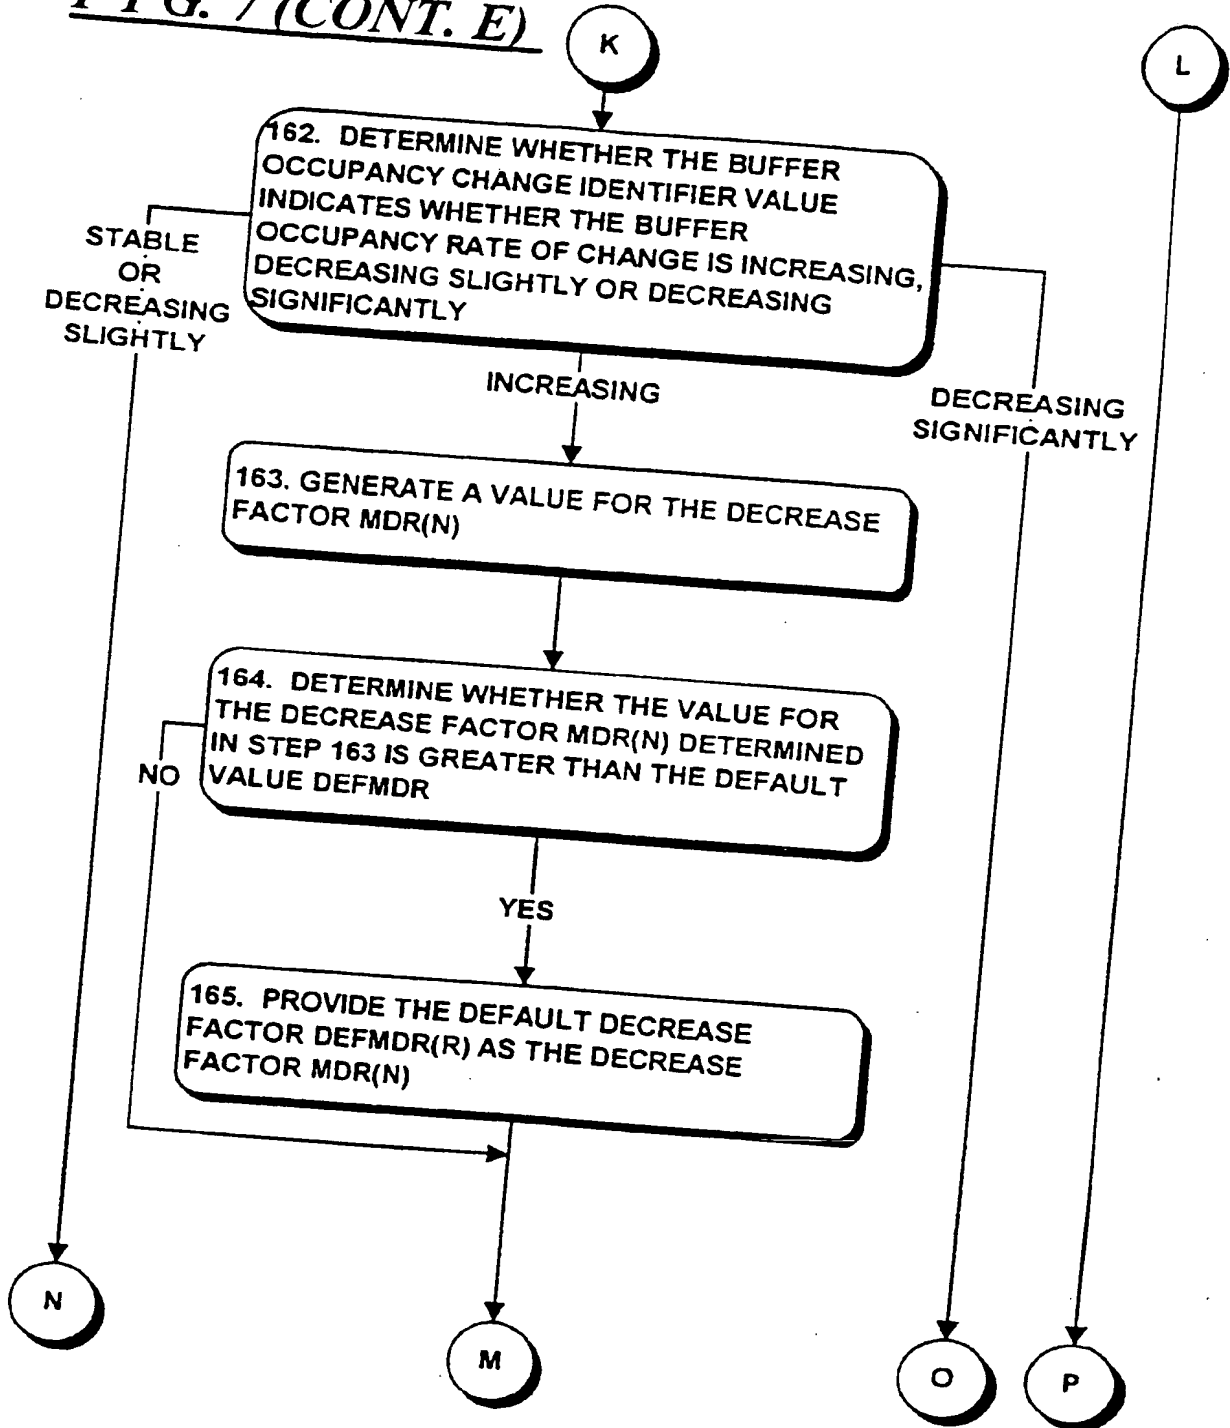 FIG. 7 (CONT. E)
K
L
162. DETERMINE WHETHER THE BUFFER
OCCUPANCY CHANGE IDENTIFIER VALUE
INDICATES WHETHER THE BUFFER
OCCUPANCY RATE OF CHANGE IS INCREASING,
DECREASING SLIGHTLY OR DECREASING
SIGNIFICANTLY
STABLE
OR
DECREASING
SLIGHTLY
INCREASING
DECREASING
SIGNIFICANTLY
163. GENERATE A VALUE FOR THE DECREASE
FACTOR MDR(N)
164. DETERMINE WHETHER THE VALUE FOR
THE DECREASE FACTOR MDR(N) DETERMINED
IN STEP 163 IS GREATER THAN THE DEFAULT
VALUE DEFMDR
NO
YES
165. PROVIDE THE DEFAULT DECREASE
FACTOR DEFMDR(R) AS THE DECREASE
FACTOR MDR(N)
N
M
O
P